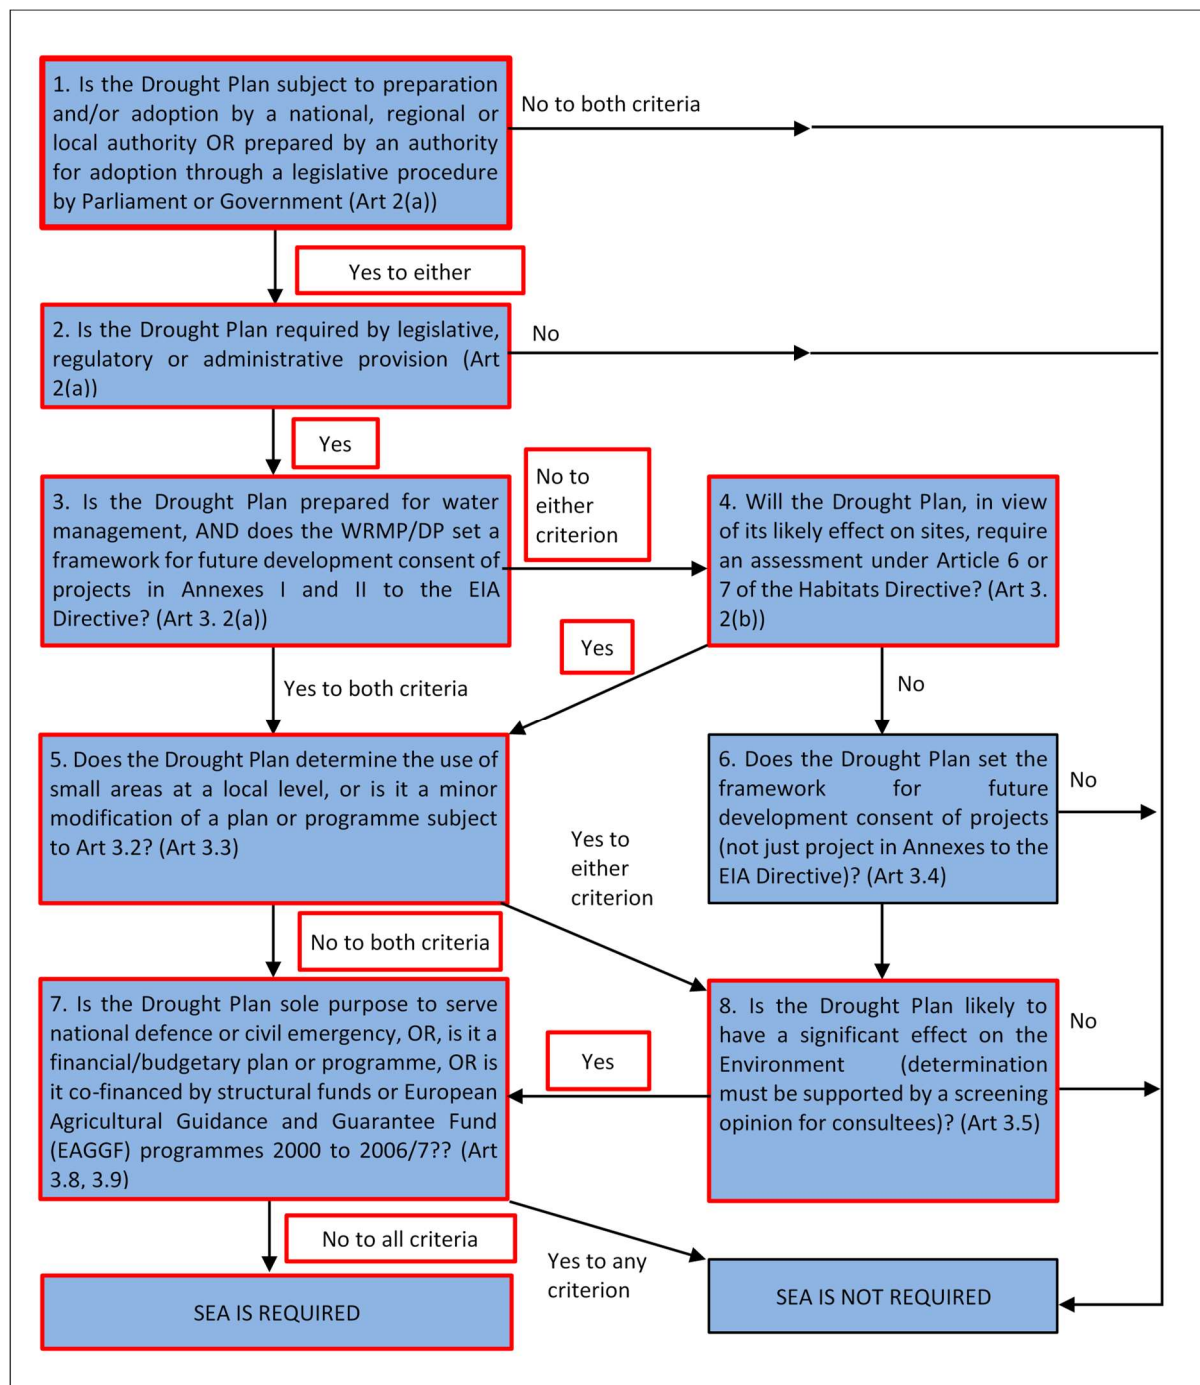 1. Is the Drought Plan subject to preparation
and/or adoption by a national, regional or
local authority OR prepared by an authority
for adoption through a legislative procedure
by Parliament or Government (Art 2(a))
No to both criteria
Yes to either
2. Is the Drought Plan required by legislative,
regulatory or administrative provision (Art
2(a))
No
Yes
3. Is the Drought Plan prepared for water
management, AND does the WRMP/DP set a
framework for future development consent of
projects in Annexes I and II to the EIA
Directive? (Art 3. 2(a))
No to
either
criterion
4. Will the Drought Plan, in view
of its likely effect on sites, require
an assessment under Article 6 or
7 of the Habitats Directive? (Art 3.
2(b))
Yes
Yes to both criteria
No
5. Does the Drought Plan determine the use of
small areas at a local level, or is it a minor
modification of a plan or programme subject
to Art 3.2? (Art 3.3)
6. Does the Drought Plan set the
framework for future
development consent of projects
(not just project in Annexes to the
EIA Directive)? (Art 3.4)
No
Yes to
either
criterion
No to both criteria
7. Is the Drought Plan sole purpose to serve
national defence or civil emergency, OR, is it a
financial/budgetary plan or programme, OR is
it co-financed by structural funds or European
Agricultural Guidance and Guarantee Fund
(EAGGF) programmes 2000 to 2006/7?? (Art
3.8, 3.9)
Yes
8. Is the Drought Plan likely to
have a significant effect on the
Environment (determination
must be supported by a screening
opinion for consultees)? (Art 3.5)
No
No to all criteria
Yes to any
criterion
SEA IS REQUIRED
SEA IS NOT REQUIRED